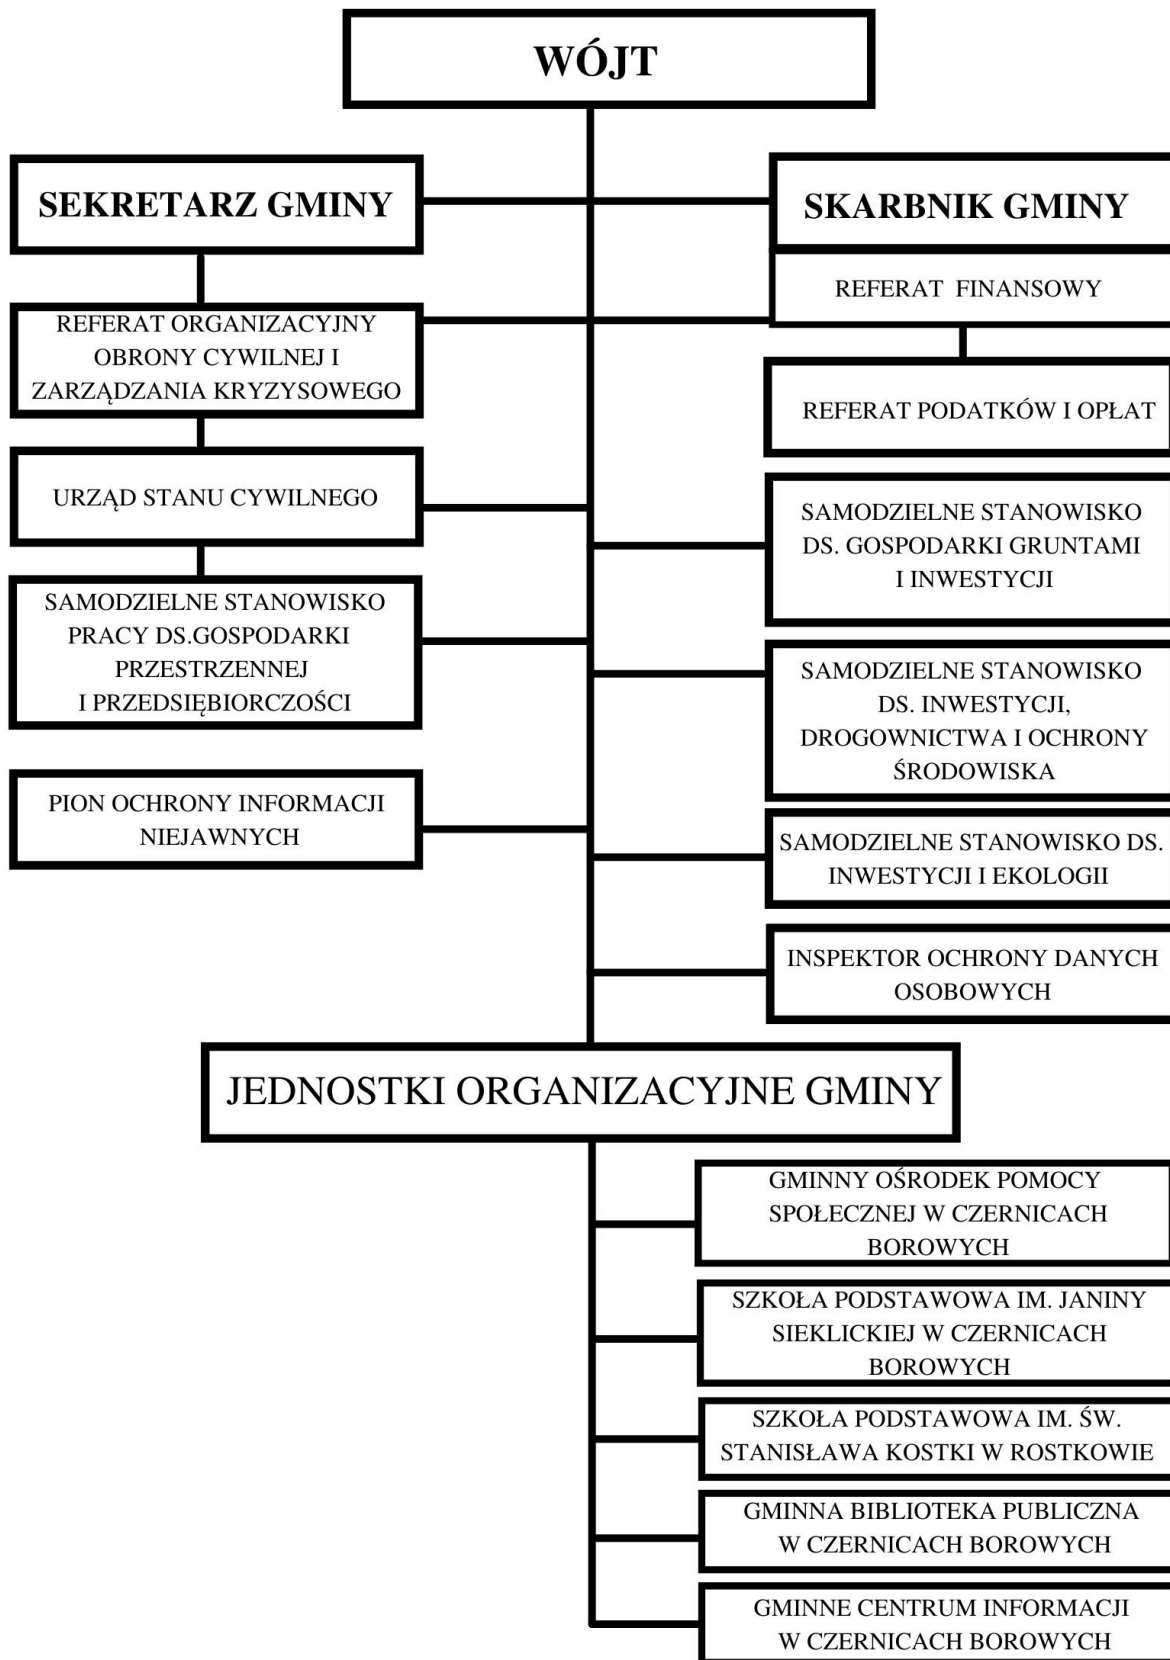 WÓJT
SEKRETARZ GMINY
SKARBNIK GMINY
REFERAT FINANSOWY
REFERAT ORGANIZACYJNY
OBRONY CYWILNEJ I
ZARZĄDZANIA KRYZYSOWEGO
REFERAT PODATKÓW I OPŁAT
URZĄD STANU CYWILNEGO
SAMODZIELNE STANOWISKO
DS. GOSPODARKI GRUNTAMI
I INWESTYCJI
SAMODZIELNE STANOWISKO
PRACY DS.GOSPODARKI
PRZESTRZENNEJ
I PRZEDSIĘBIORCZOŚCI
SAMODZIELNE STANOWISKO
DS. INWESTYCJI,
DROGOWNICTWA I OCHRONY
ŚRODOWISKA
PION OCHRONY INFORMACJI
NIEJAWNYCH
SAMODZIELNE STANOWISKO DS.
INWESTYCJI I EKOLOGII
INSPEKTOR OCHRONY DANYCH
OSOBOWYCH
JEDNOSTKI ORGANIZACYJNE GMINY
GMINNY OŚRODEK POMOCY
SPOŁECZNEJ W CZERNICACH
BOROWYCH
SZKOŁA PODSTAWOWA IM. JANINY
SIEKLICKIEJ W CZERNICACH
BOROWYCH
SZKOŁA PODSTAWOWA IM. ŚW.
STANISŁAWA KOSTKI W ROSTKOWIE
GMINNA BIBLIOTEKA PUBLICZNA
W CZERNICACH BOROWYCH
GMINNE CENTRUM INFORMACJI
W CZERNICACH BOROWYCH